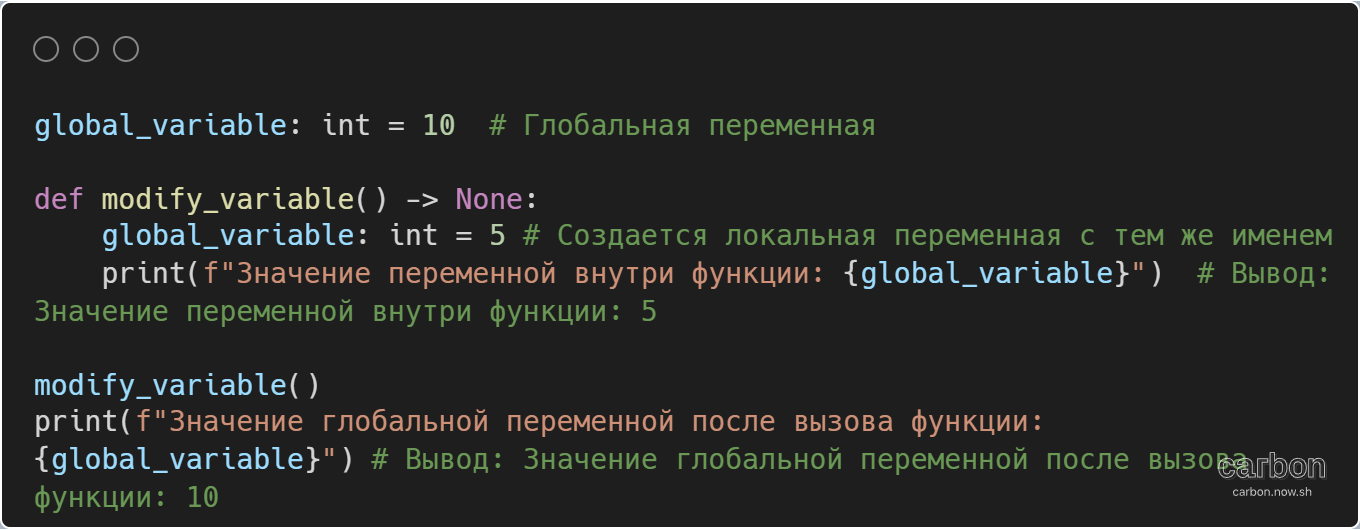 global_variable: int = 10  # Глобальная переменная
def modify_variable() -> None:
    global_variable: int = 5 # Создается локальная переменная с тем же именем
    print(f"Значение переменной внутри функции: {global_variable}")  # Вывод:
Значение переменной внутри функции: 5
modify_variable()
print(f"Значение глобальной переменной после вызова функции:
{global_variable}") # Вывод: Значение глобальной переменной после вызова
функции: 10
carbon
carbon.now.sh